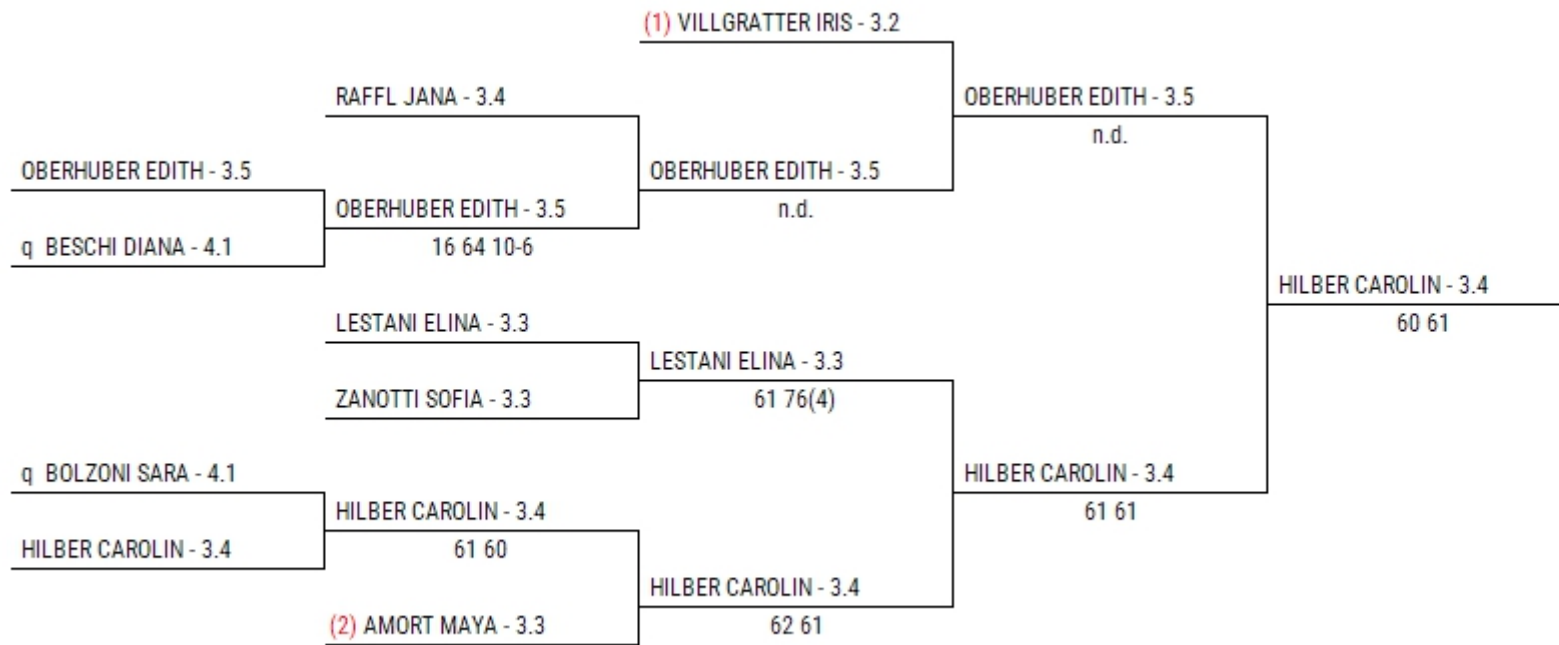 (1) VILLGRATTER IRIS - 3.2
RAFFL JANA - 3.4
OBERHUBER EDITH - 3.5
n.d.
OBERHUBER EDITH - 3.5
OBERHUBER EDITH - 3.5
n.d.
OBERHUBER EDITH - 3.5
16 64 10-6
q BESCHI DIANA - 4.1
HILBER CAROLIN - 3.4
60 61
LESTANI ELINA - 3.3
LESTANI ELINA - 3.3
61 76(4)
ZANOTTI SOFIA - 3.3
q BOLZONI SARA - 4.1
HILBER CAROLIN - 3.4
61 61
HILBER CAROLIN - 3.4
61 60
HILBER CAROLIN - 3.4
HILBER CAROLIN - 3.4
62 61
(2) AMORT MAYA - 3.3